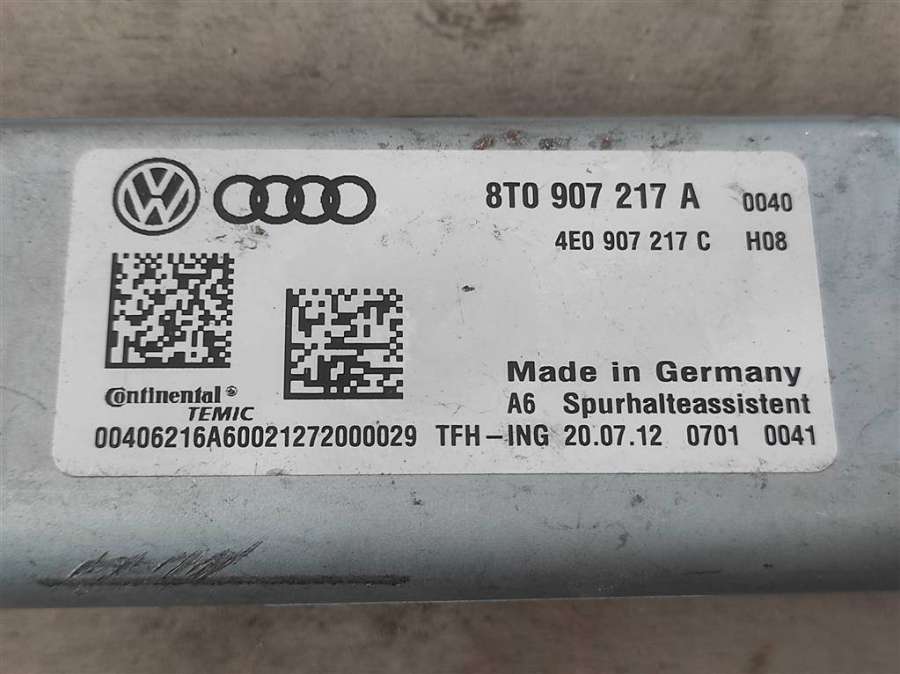 8T0 907 217 A 0040
4E0 907 217 C H08
Made in Germany
A6 Spurhalteassistent
Continental
TEMIC
00406216A60021272000029 TFH-ING 20.07.12 0701 0041